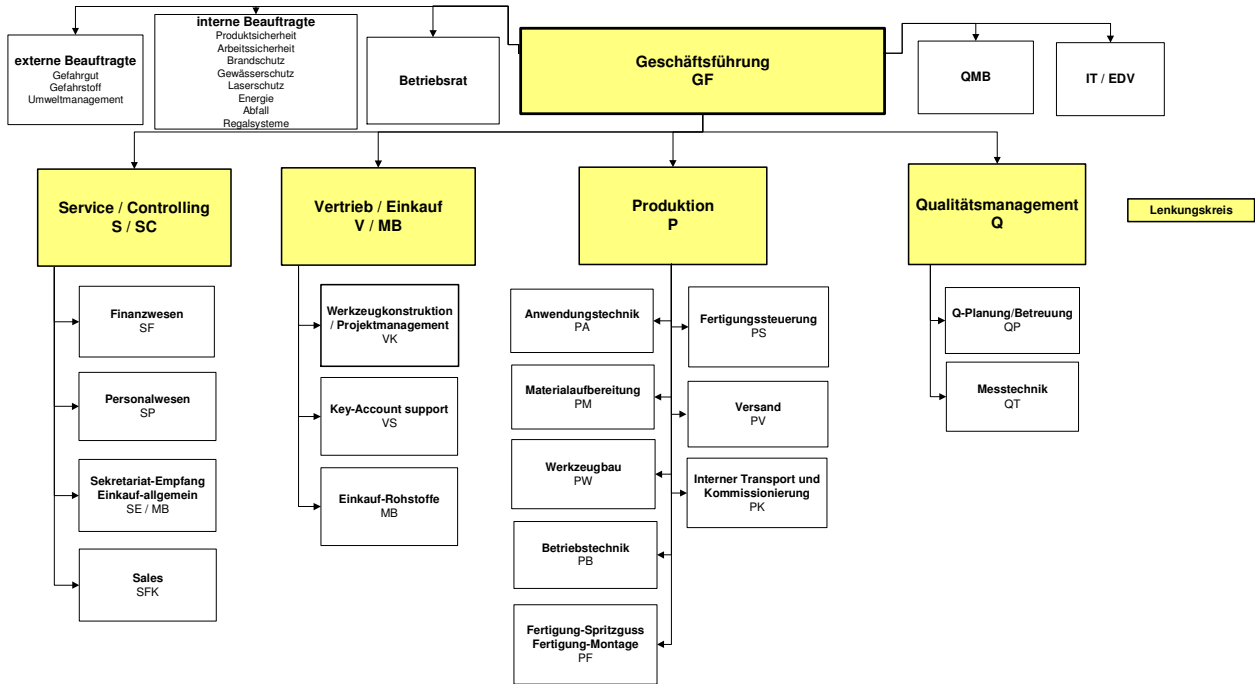 externe Beauftragte
Gefahrgut
Gefahrstoff
Umweltmanagement
interne Beauftragte
Produktsicherheit
Arbeitssicherheit
Brandschutz
Gewässerschutz
Laserschutz
Energie
Abfall
Regalsysteme
Betriebsrat
Geschäftsführung
GF
QMB
IT / EDV
Service / Controlling
S / SC
Vertrieb / Einkauf
V / MB
Produktion
P
Qualitätsmanagement
Q
Lenkungskreis
Finanzwesen
SF
Personalwesen
SP
Sekretariat-Empfang
Einkauf-allgemein
SE / MB
Sales
SFK
Werkzeugkonstruktion
/ Projektmanagement
VK
Key-Account support
VS
Einkauf-Rohstoffe
MB
Anwendungstechnik
PA
Materialaufbereitung
PM
Werkzeugbau
PW
Betriebstechnik
PB
Fertigung-Spritzguss
Fertigung-Montage
PF
Fertigungssteuerung
PS
Versand
PV
Interner Transport und
Kommissionierung
PK
Q-Planung/Betreuung
QP
Messtechnik
QT